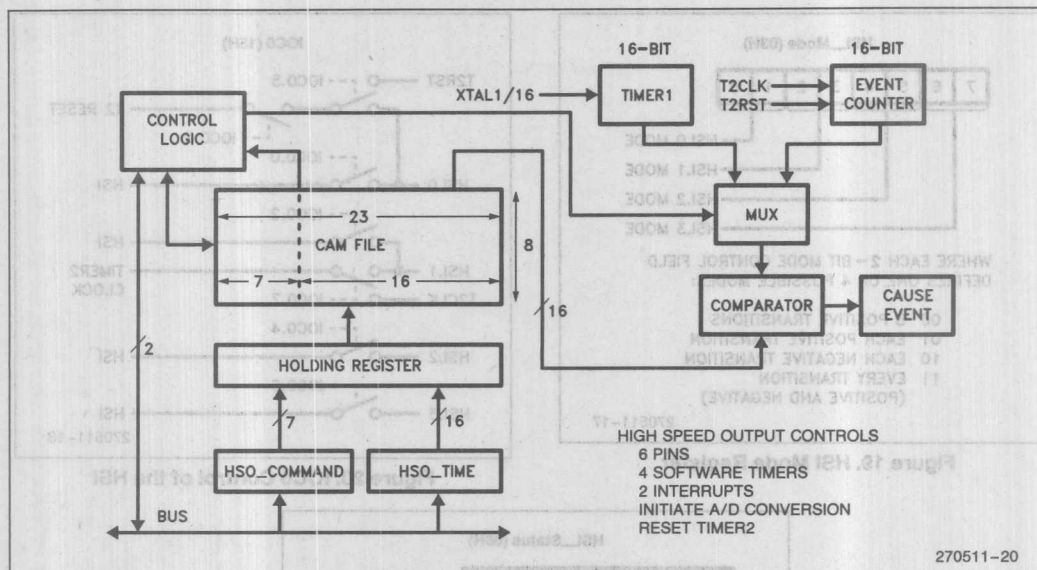 16-BIT
16-BIT
XTAL1/16
TIMER1
T2CLK
T2RST
EVENT
COUNTER
CONTROL
LOGIC
MUX
23
CAM FILE
7
16
8
16
COMPARATOR
CAUSE
EVENT
2
HOLDING REGISTER
7
16
HSO_COMMAND
HSO_TIME
BUS
HIGH SPEED OUTPUT CONTROLS
6 PINS
4 SOFTWARE TIMERS
2 INTERRUPTS
INITIATE A/D CONVERSION
RESET TIMER2
270511-20